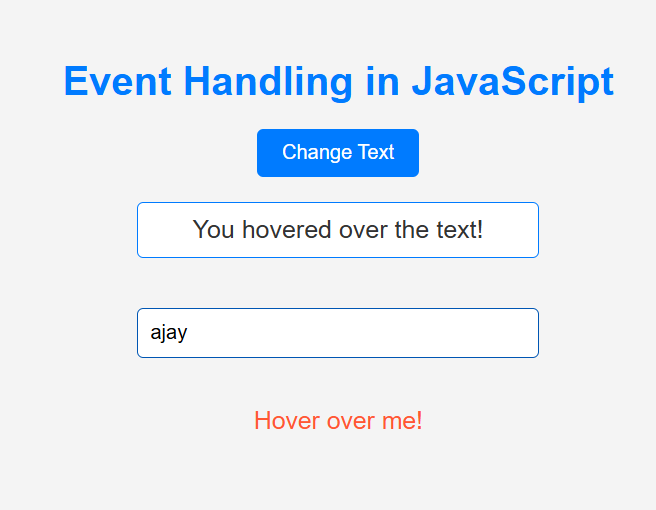 Event Handling in JavaScript
Change Text
You hovered over the text!
ajay
Hover over me!